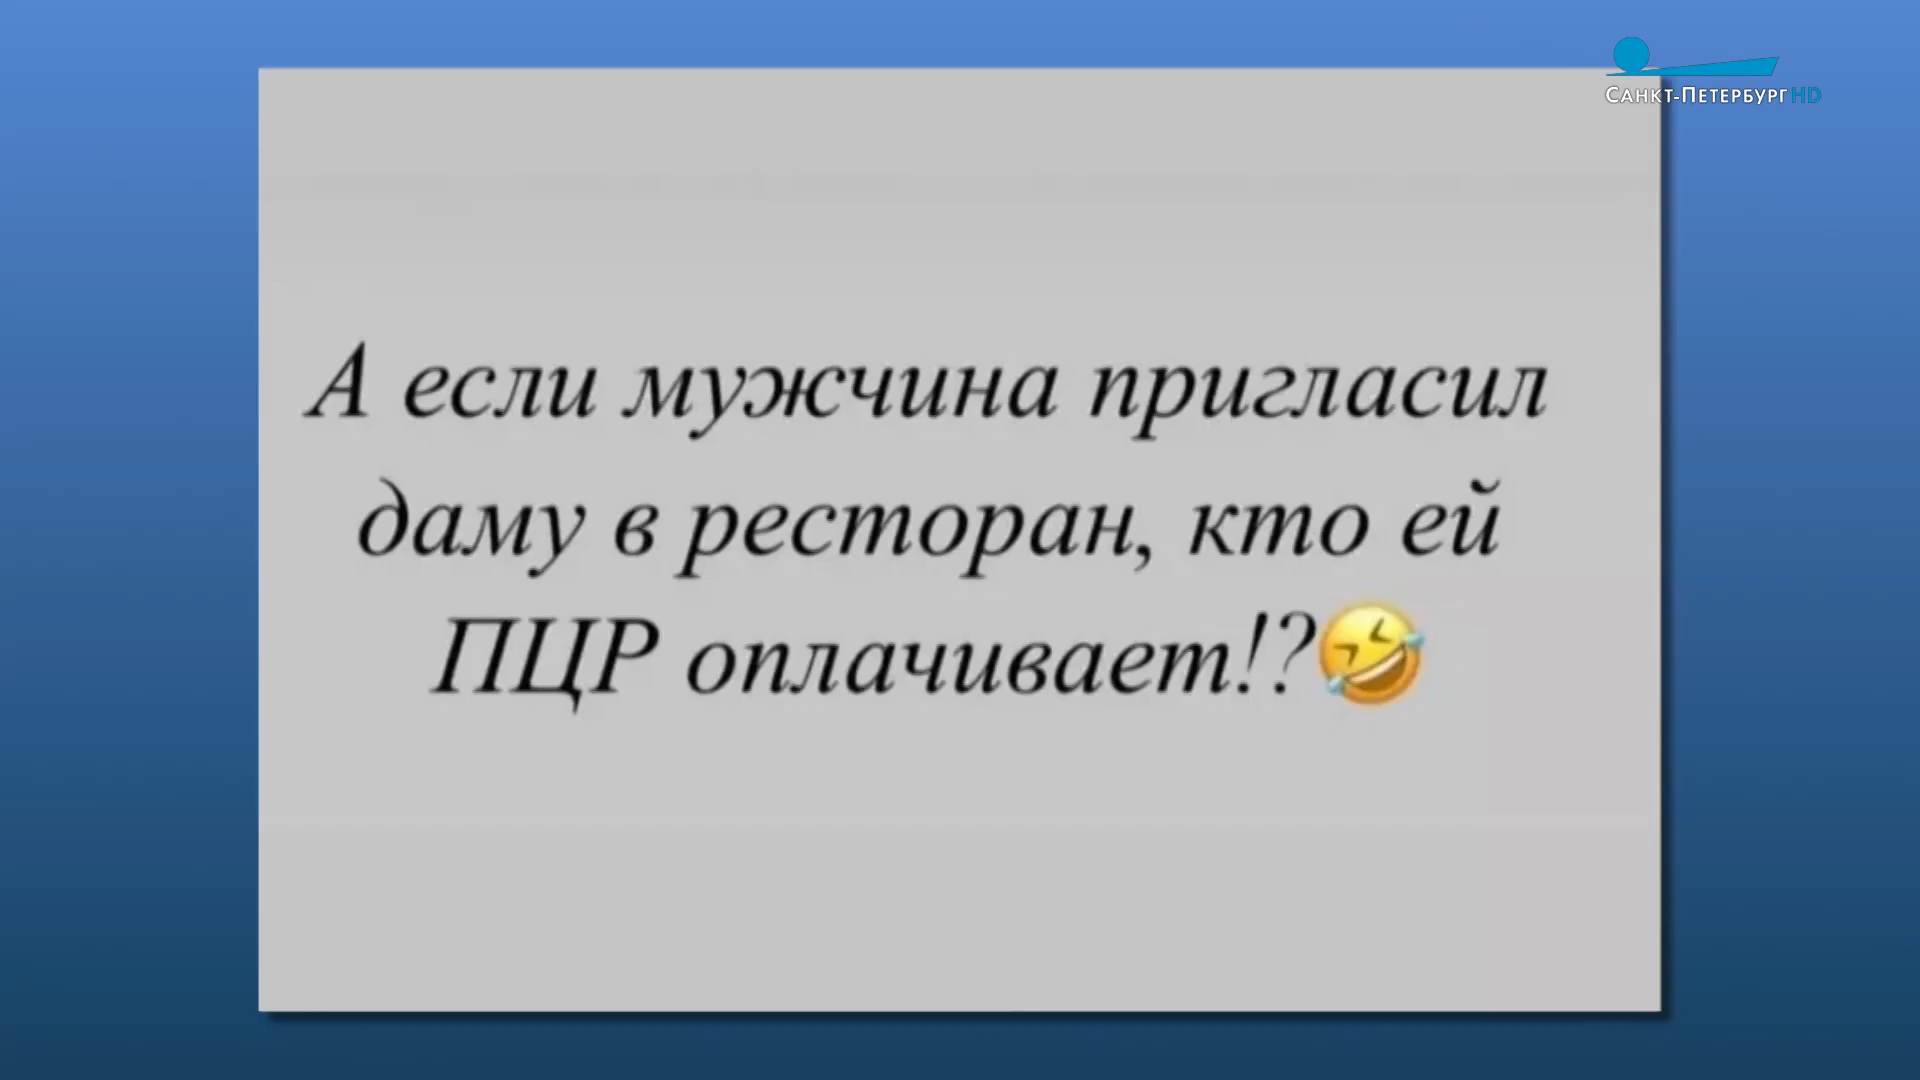 САНКТ-ПЕТЕРБУРГ HD
А если мужчина пригласил
даму в ресторан, кто ей
ПЦР оплачивает!?🤣